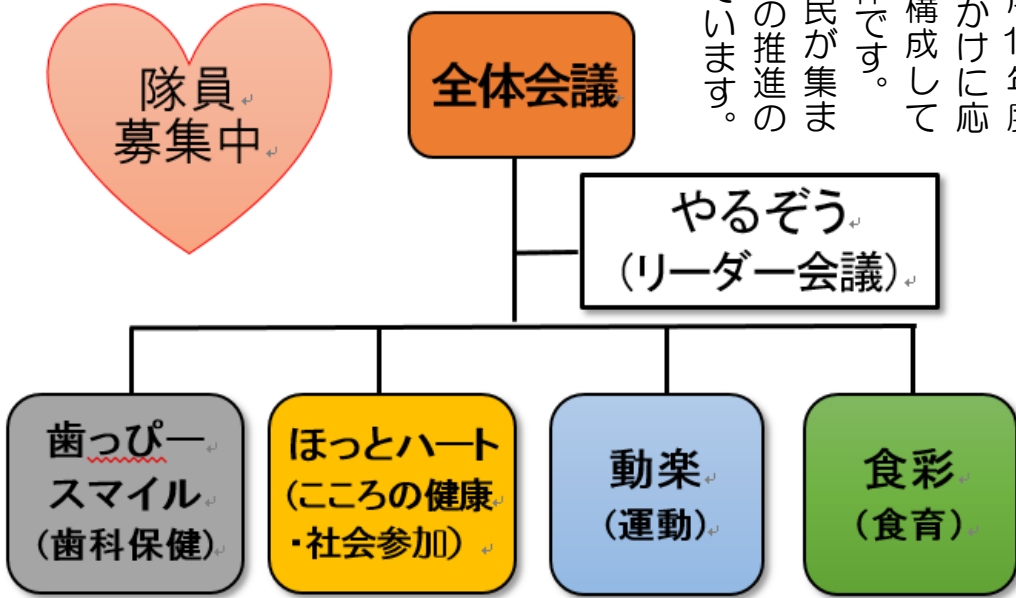 かけに応
構成して
です。
民が集ま
の推進の
います。
隊員
募集中
全体会議
やるぞう
(リーダー会議)
歯っぴー
スマイル
(歯科保健)
ほっとハート
(こころの健康
・社会参加)
動楽
(運動)
食彩
(食育)